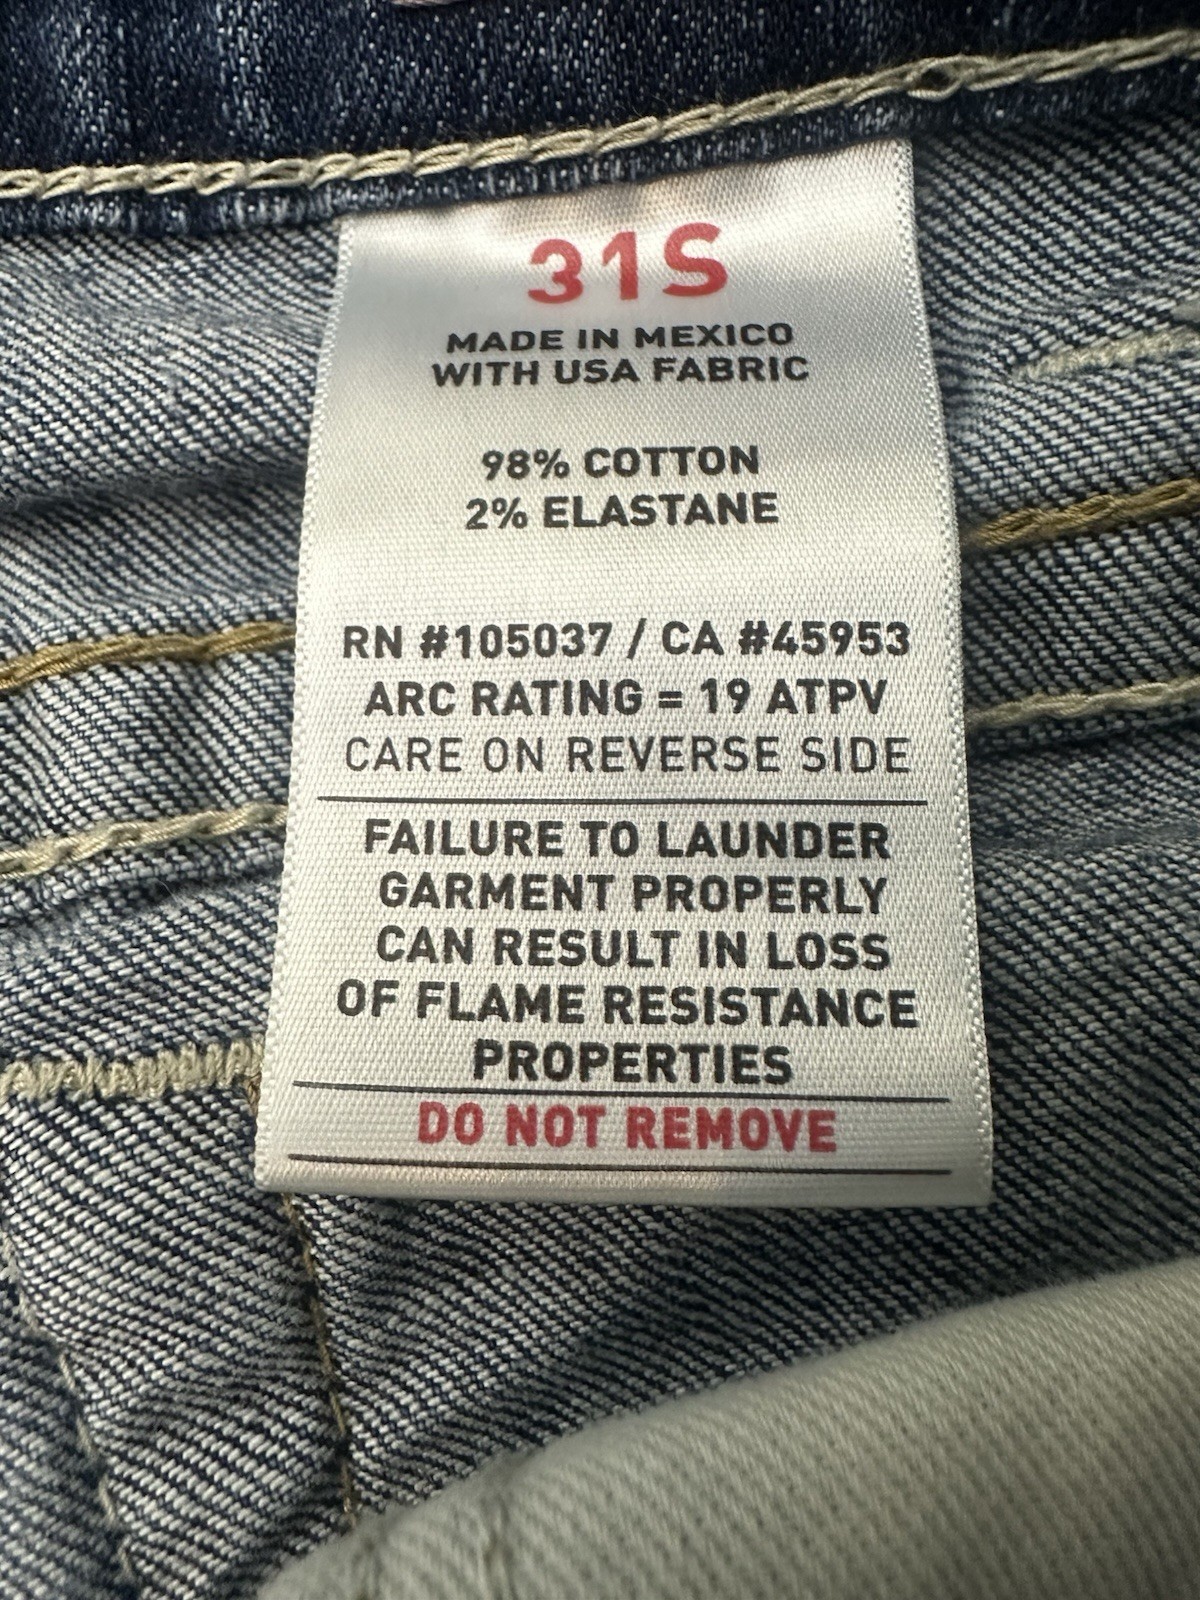 31S
MADE IN MEXICO
WITH USA FABRIC
98% COTTON
2% ELASTANE
RN #105037 / CA #45953
ARC RATING = 19 ATPV
CARE ON REVERSE SIDE
FAILURE TO LAUNDER
GARMENT PROPERLY
CAN RESULT IN LOSS
OF FLAME RESISTANCE
PROPERTIES
DO NOT REMOVE